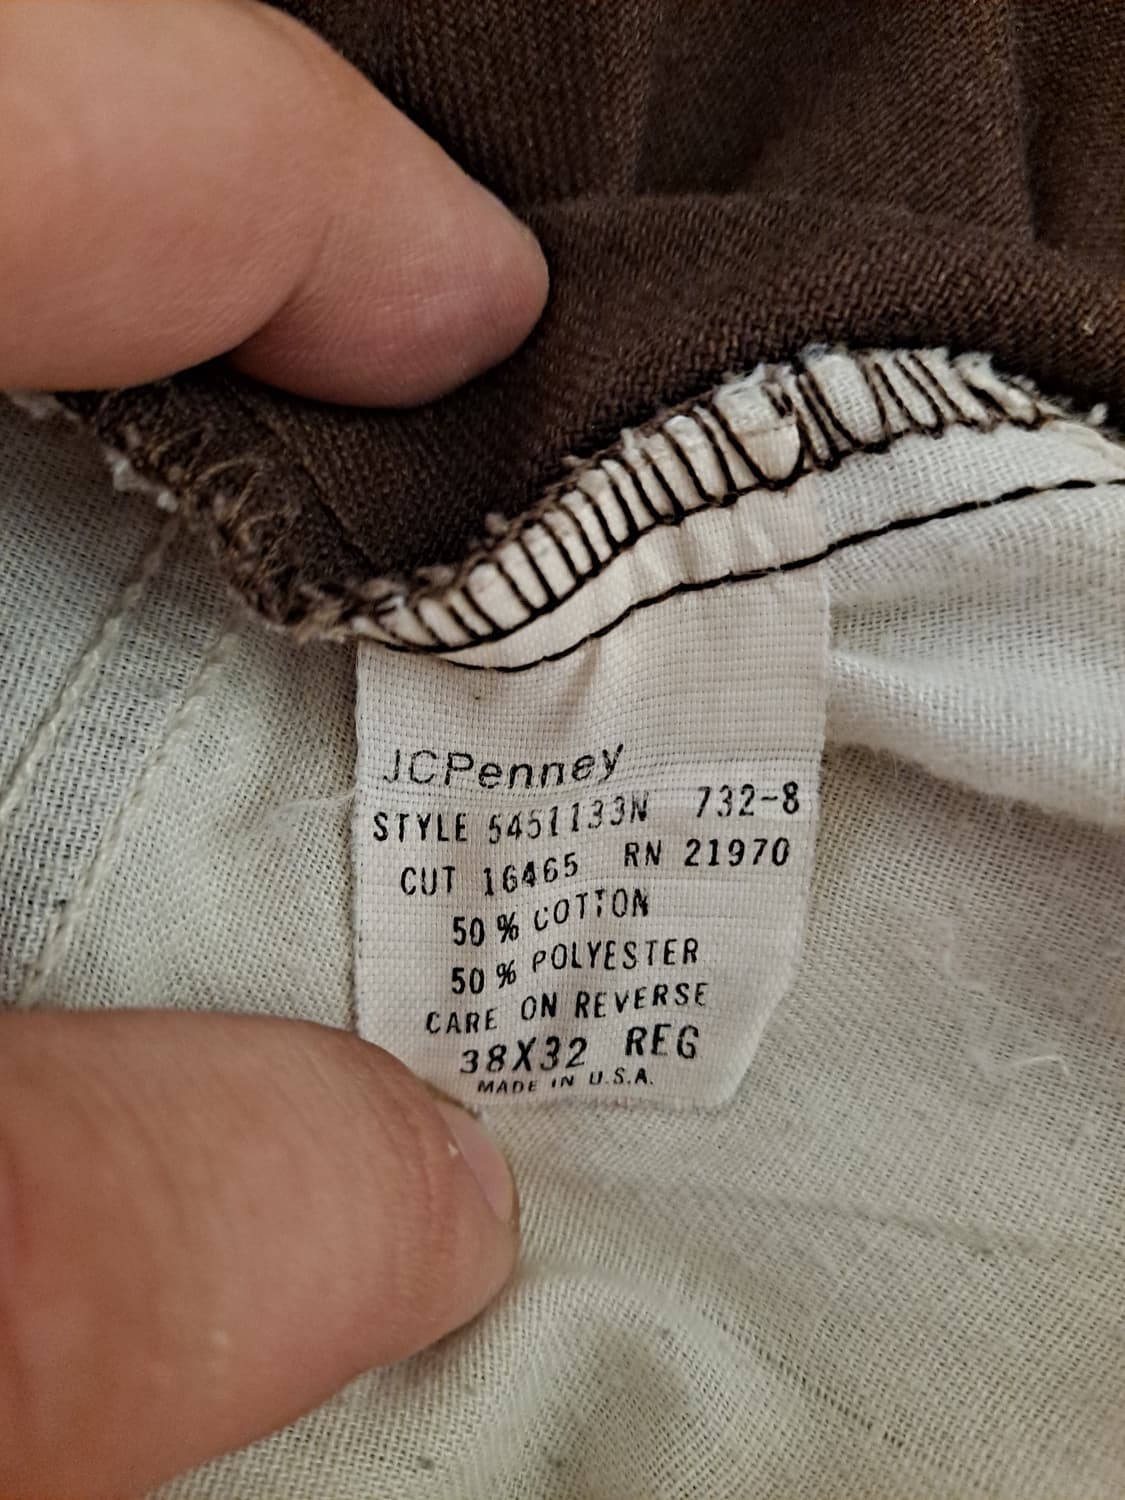 JCPenney
STYLE 5451133N 732-8
CUT 16465 RN 21970
50% COTTON
50% POLYESTER
CARE ON REVERSE
38X32 REG
MADE IN U.S.A.